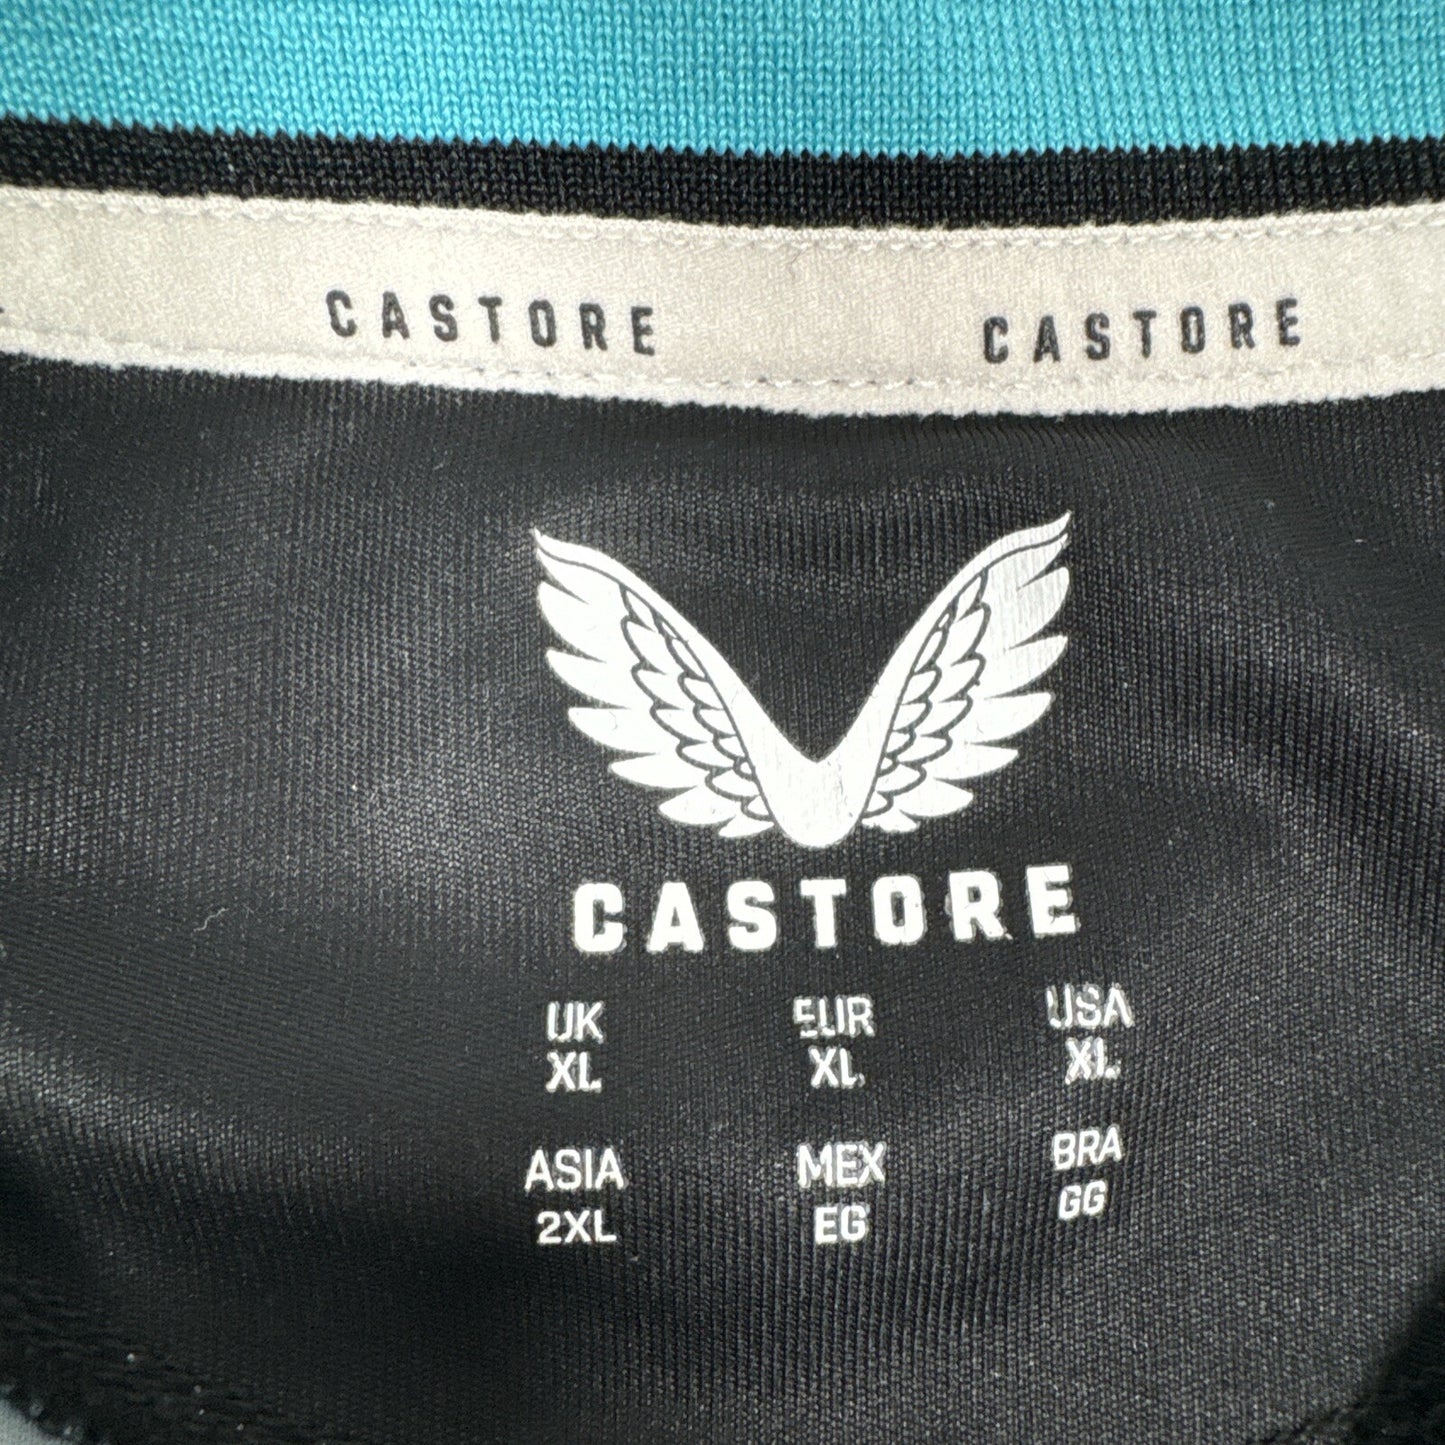 CASTORE CASTORE
CASTORE
UK EUR USA
XL XL XL
ASIA MEX BRA
2XL EG GG